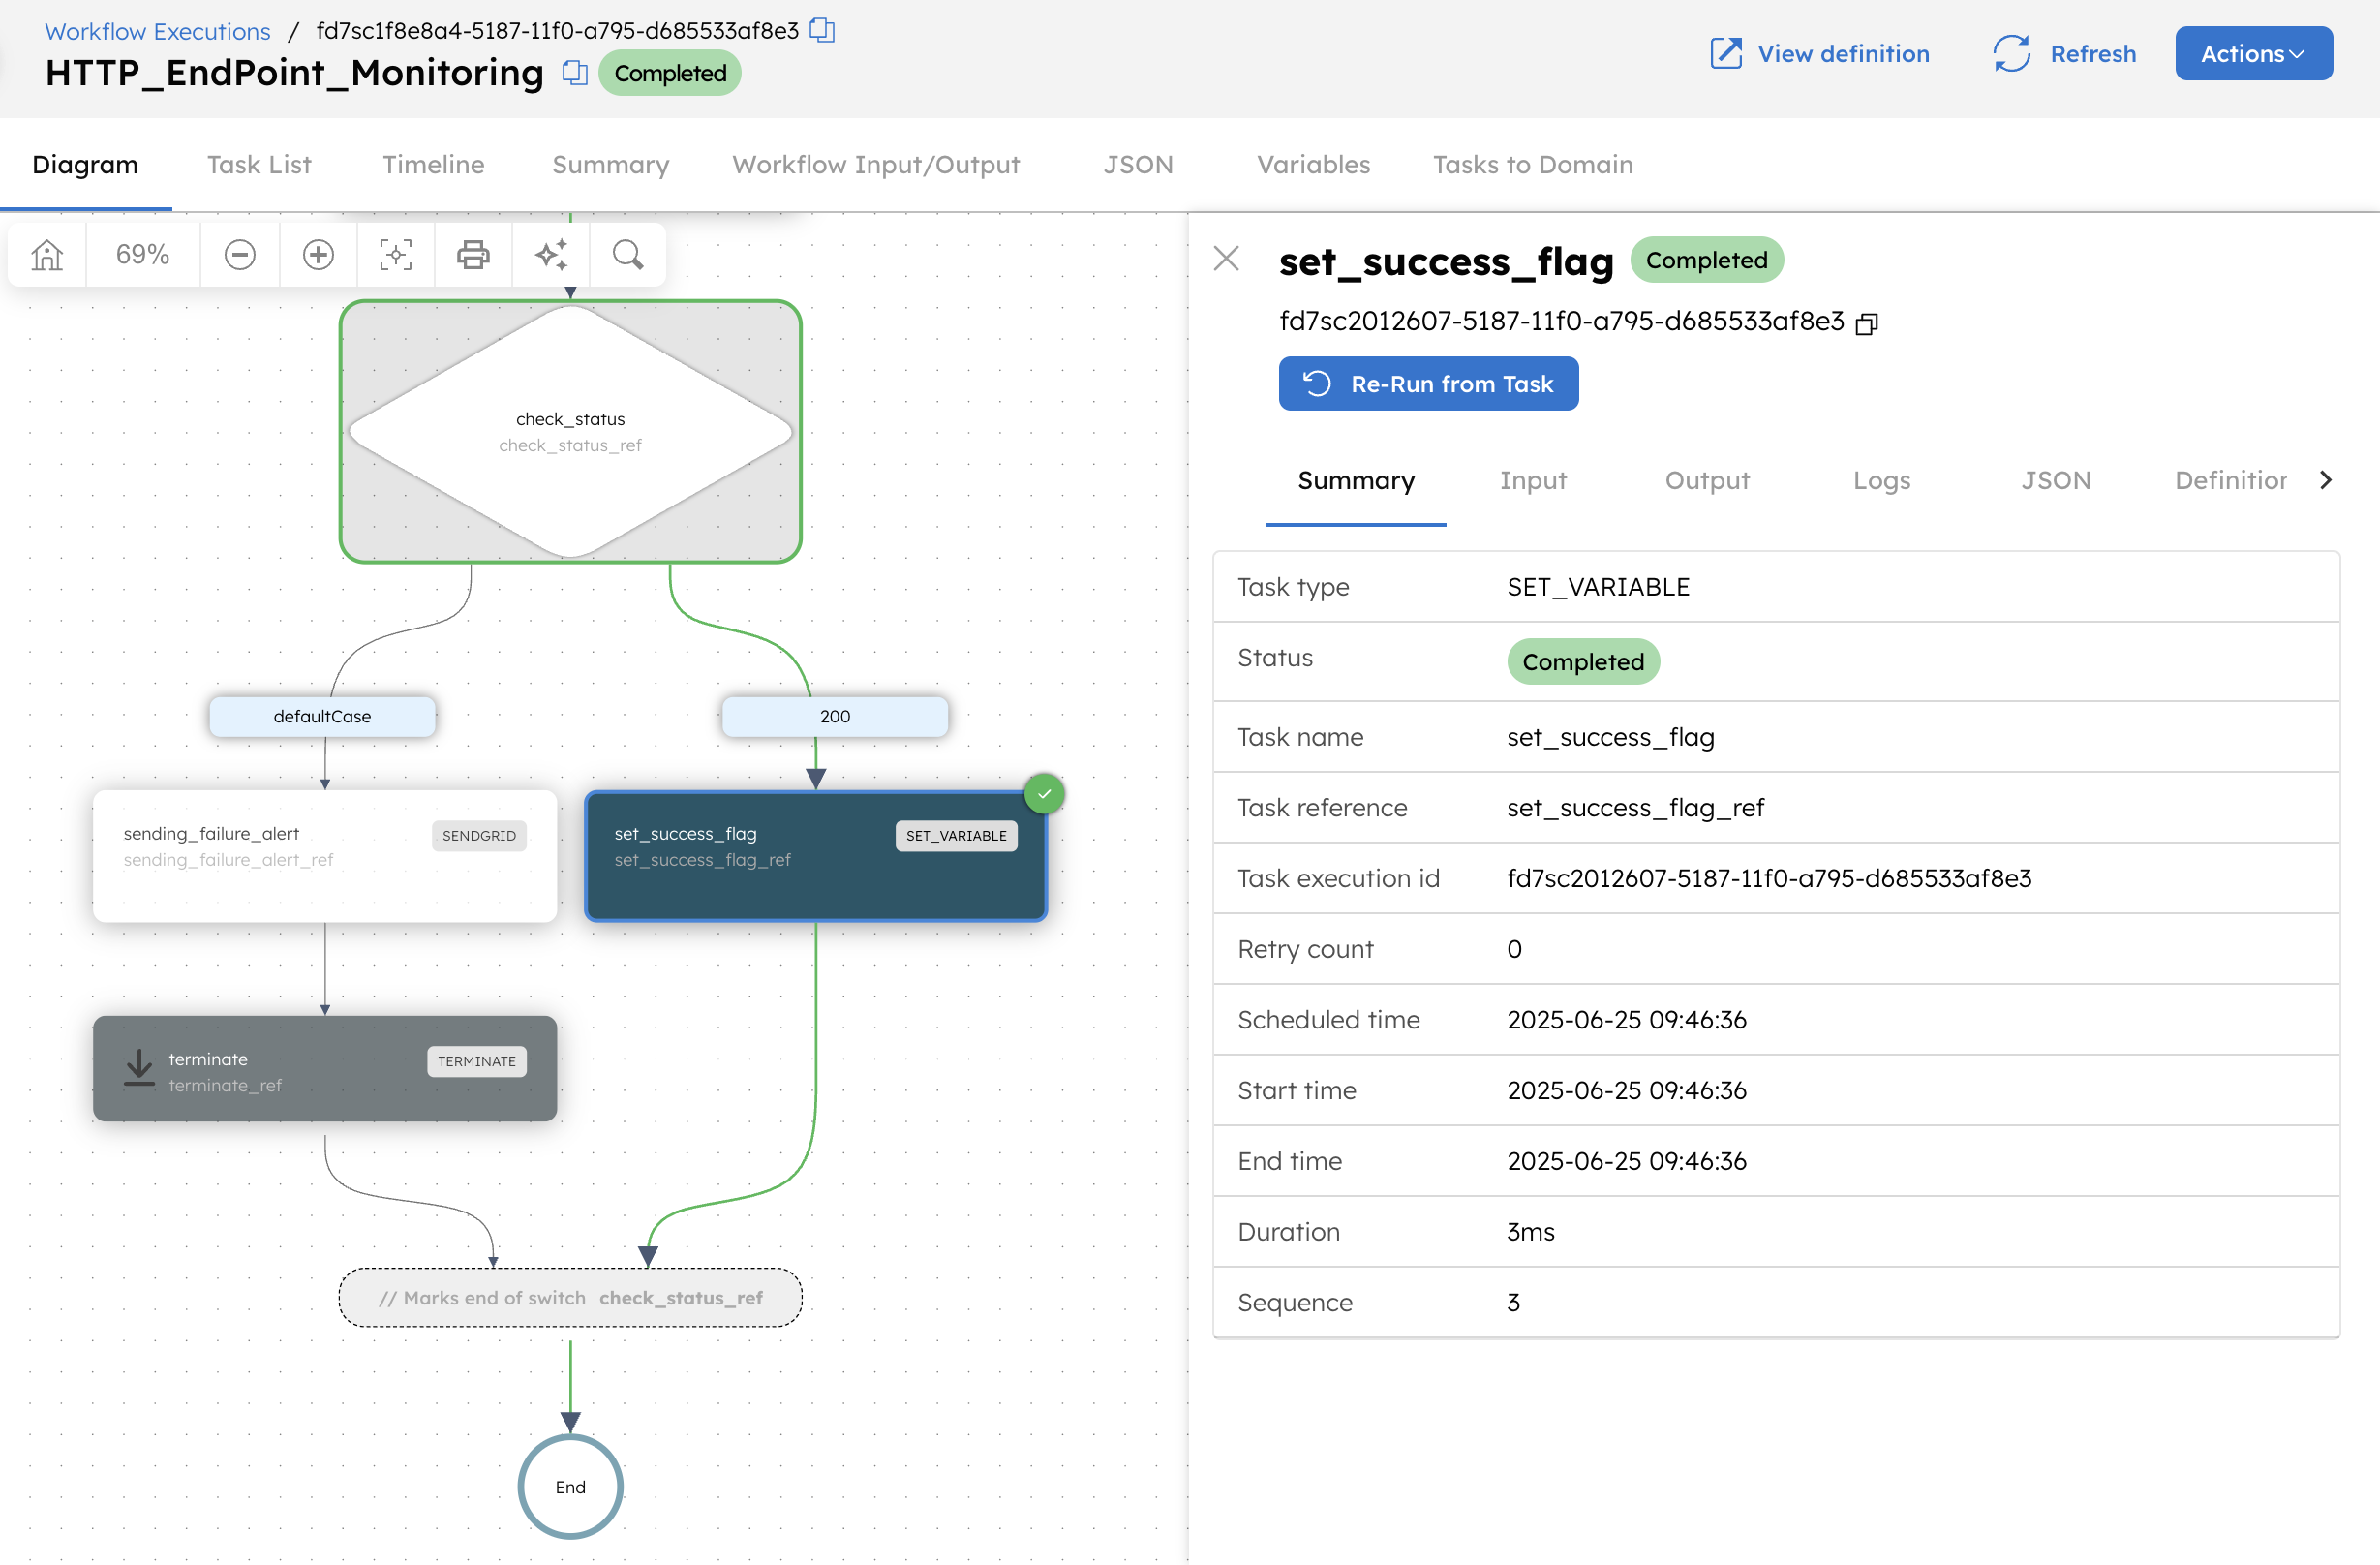 Workflow Executions / fd7sc1f8e8a4-5187-11f0-a795-d685533af8e3
HTTP_EndPoint_Monitoring Completed
View definition Refresh Actions
Diagram Task List Timeline Summary Workflow Input/Output JSON Variables Tasks to Domain
69%
check_status
check_status_ref
defaultCase 200
sending_failure_alert SENDGRID
sending_failure_alert_ref
set_success_flag SET_VARIABLE
set_success_flag_ref
terminate TERMINATE
terminate_ref
// Marks end of switch check_status_ref
End
set_success_flag Completed
fd7sc2012607-5187-11f0-a795-d685533af8e3
Re-Run from Task
Summary Input Output Logs JSON Definition
Task type SET_VARIABLE
Status Completed
Task name set_success_flag
Task reference set_success_flag_ref
Task execution id fd7sc2012607-5187-11f0-a795-d685533af8e3
Retry count 0
Scheduled time 2025-06-25 09:46:36
Start time 2025-06-25 09:46:36
End time 2025-06-25 09:46:36
Duration 3ms
Sequence 3